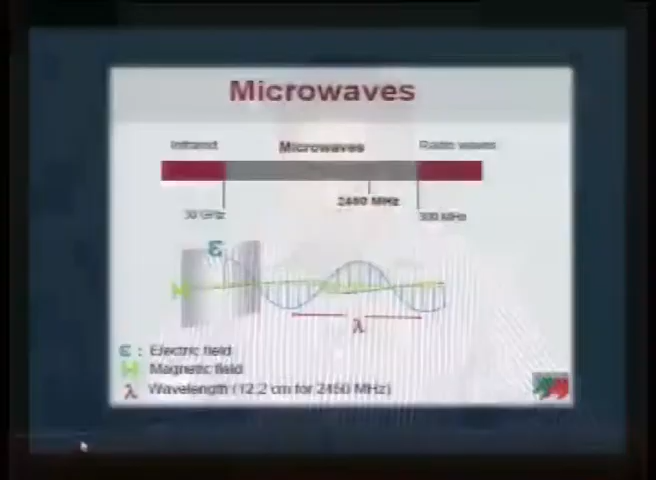 Microwaves
Infrared Microwaves Radio waves
2450 MHz
30 GHz 300 MHz
ε
H
λ
ε : Electric field
H Magnetic field
λ Wavelength (12,2 cm for 2450 MHz)